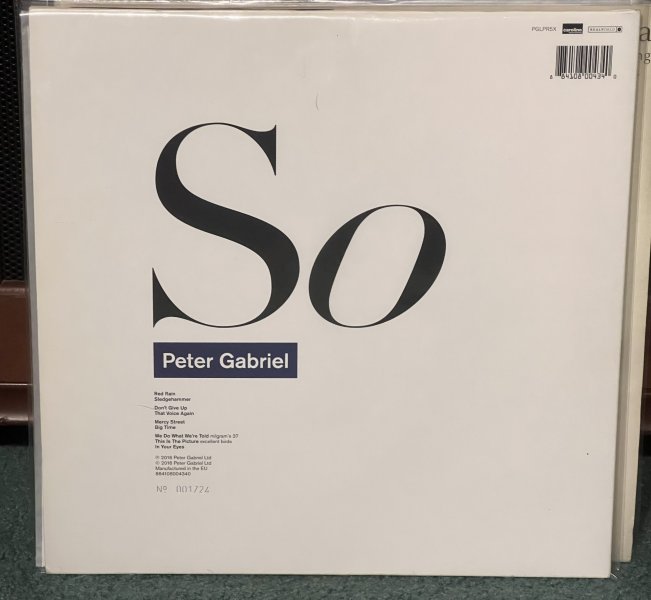 PGLPR5X caroline REALWORLD
8 84108 00434 0
So
Peter Gabriel
Red Rain
Sledgehammer
Don't Give Up
That Voice Again
Mercy Street
Big Time
We Do What We're Told milgram's 37
This Is The Picture excellent birds
In Your Eyes
℗ 2016 Peter Gabriel Ltd
© 2016 Peter Gabriel Ltd
Manufactured in the EU
884108004340
Nº 001724